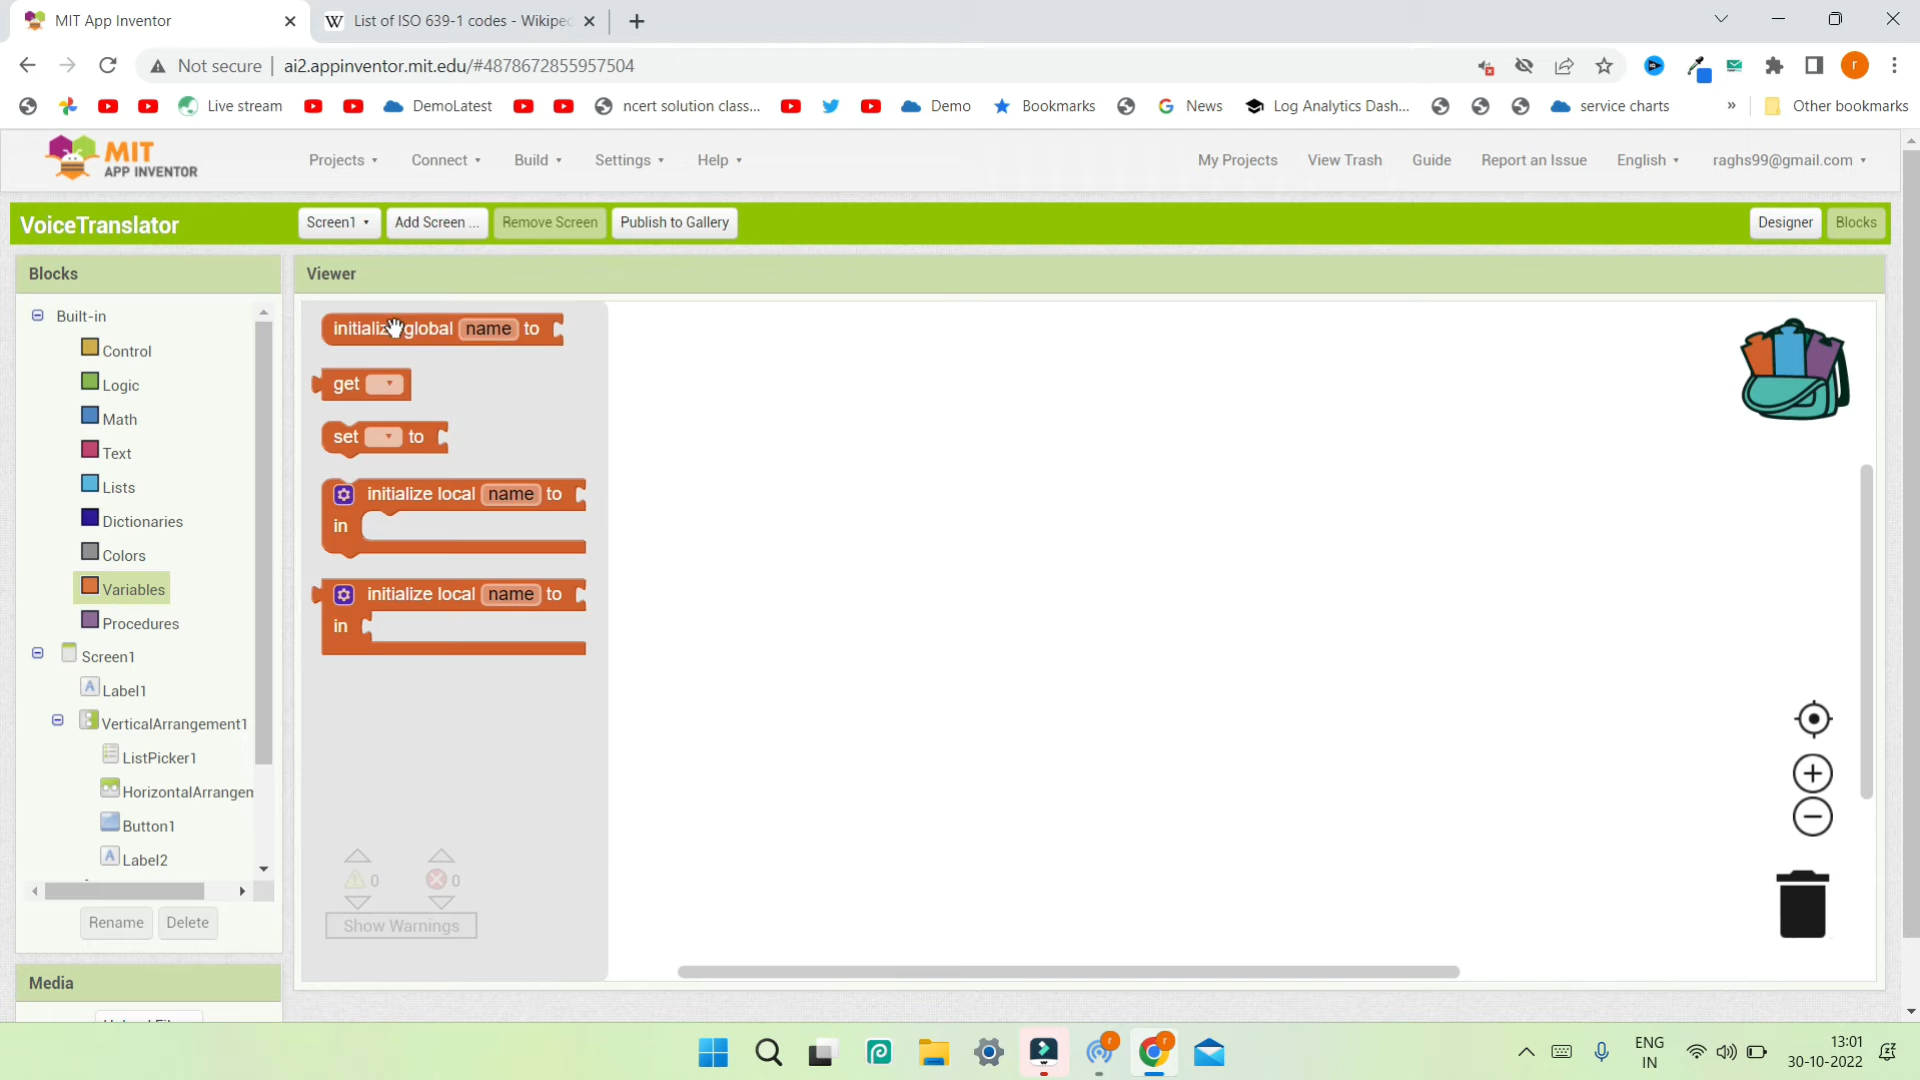 MIT App Inventor
W List of ISO 639-1 codes - Wikipe
Not secure ai2.appinventor.mit.edu/#4878672855957504
Live stream DemoLatest ncert solution class... Demo Bookmarks News Log Analytics Dash... service charts » Other bookmarks
MIT
APP INVENTOR
Projects Connect Build Settings Help My Projects View Trash Guide Report an Issue English raghs99@gmail.com
VoiceTranslator Screen1 Add Screen ... Remove Screen Publish to Gallery Designer Blocks
Blocks
Built-in
Control
Logic
Math
Text
Lists
Dictionaries
Colors
Variables
Procedures
Screen1
Label1
VerticalArrangement1
ListPicker1
HorizontalArrangem
Button1
Label2
Rename Delete
Media
Viewer
initialize global name to
get
set to
initialize local name to
in
initialize local name to
in
0 0
Show Warnings
ENG
IN
13:01
30-10-2022